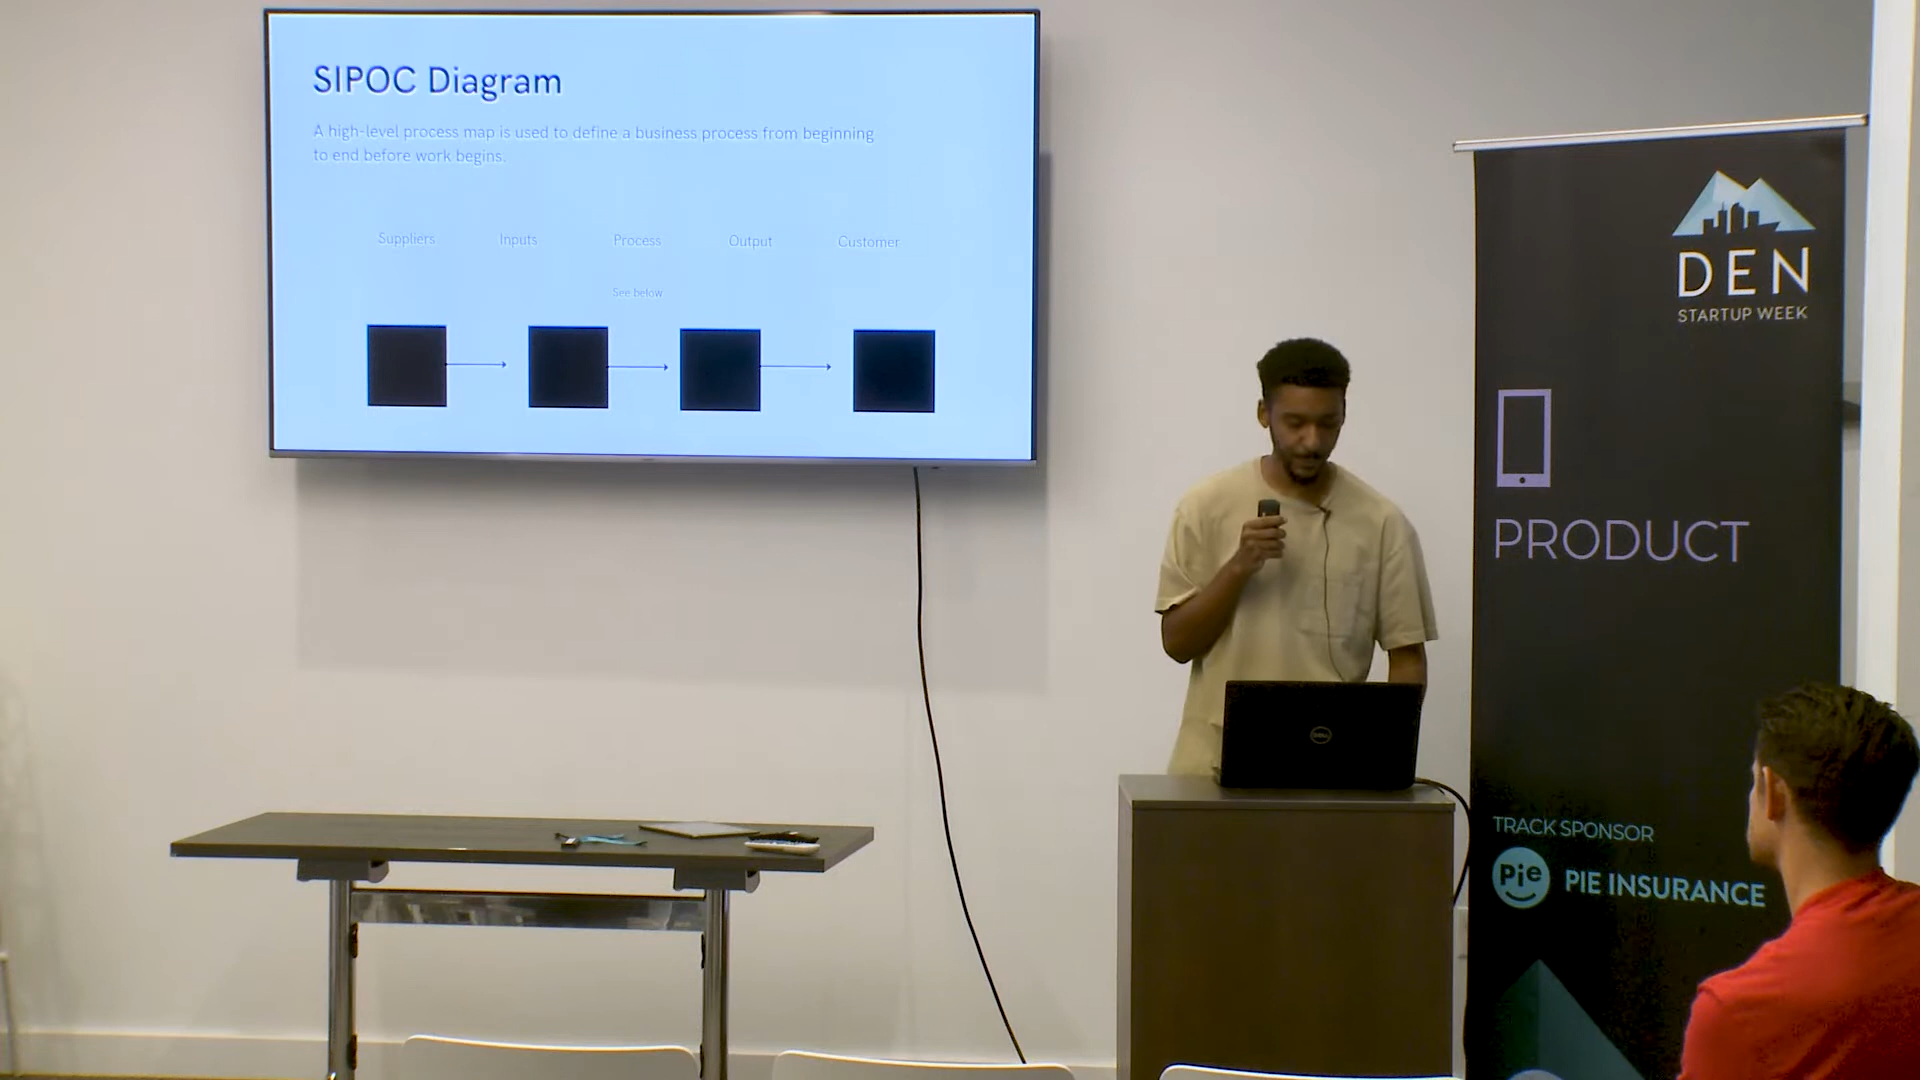 SIPOC Diagram
A high-level process map is used to define a business process from beginning
to end before work begins.
Suppliers Inputs Process Output Customer
See below
DEN
STARTUP WEEK
PRODUCT
TRACK SPONSOR
Pie PIE INSURANCE
DELL